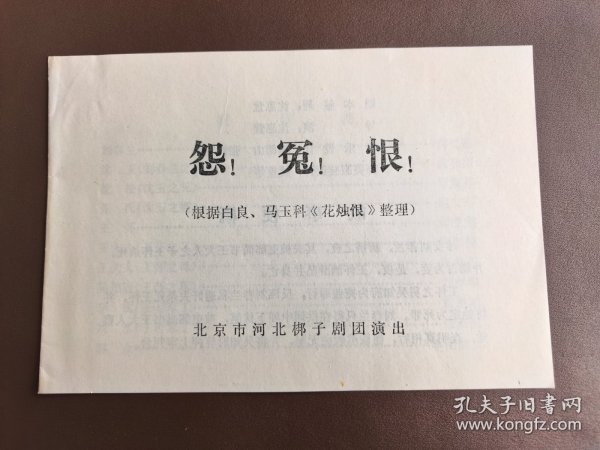 怨！ 冤！ 恨！
（根据白良、马玉科《花烛恨》整理）
北京市河北梆子剧团演出
孔夫子旧书网
www.kongfz.com